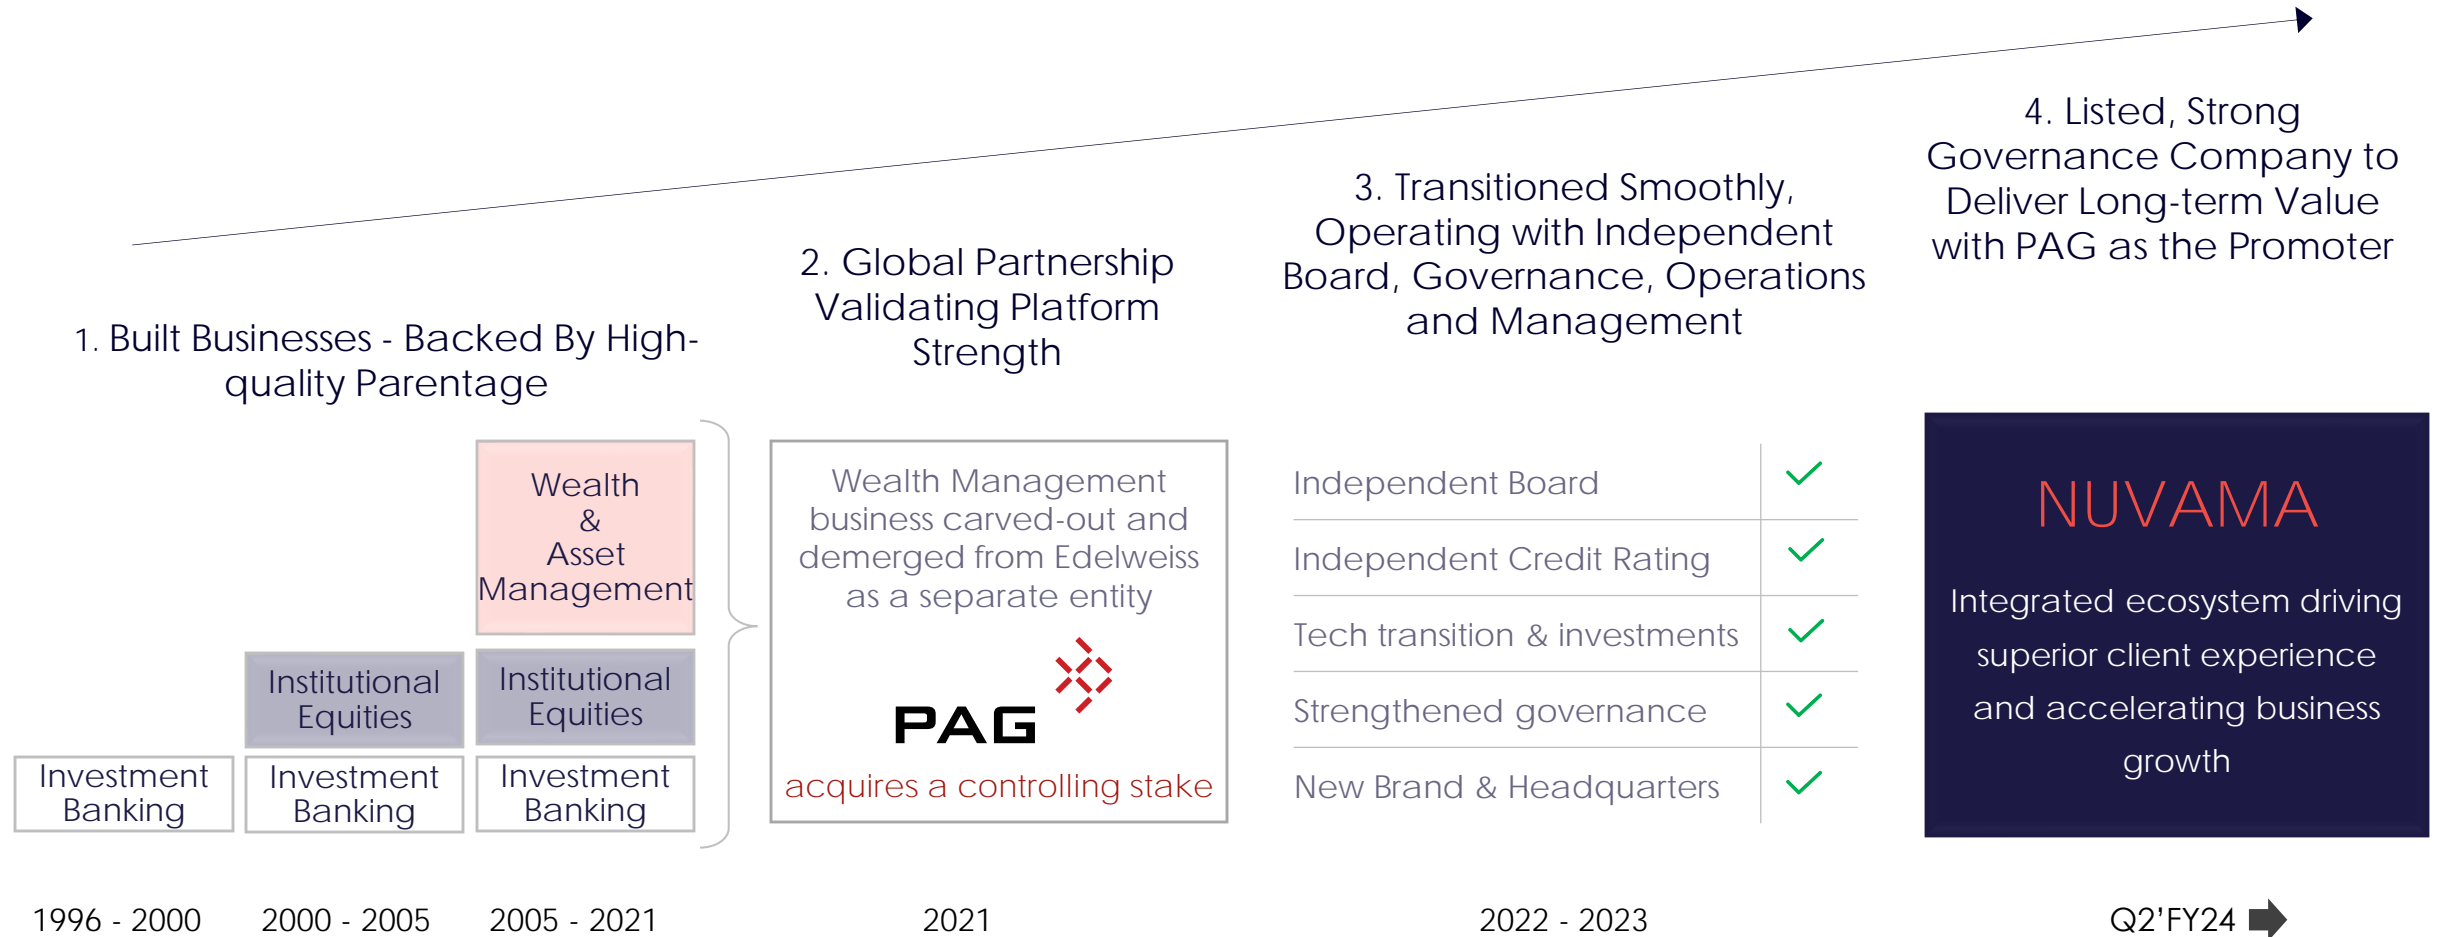 1. Built Businesses - Backed By High-
quality Parentage
2. Global Partnership
Validating Platform
Strength
3. Transitioned Smoothly,
Operating with Independent
Board, Governance, Operations
and Management
4. Listed, Strong
Governance Company to
Deliver Long-term Value
with PAG as the Promoter
Investment
Banking
Institutional
Equities
Investment
Banking
Wealth
&
Asset
Management
Institutional
Equities
Investment
Banking
Wealth Management
business carved-out and
demerged from Edelweiss
as a separate entity
PAG
acquires a controlling stake
Independent Board
Independent Credit Rating
Tech transition & investments
Strengthened governance
New Brand & Headquarters
NUVAMA
Integrated ecosystem driving
superior client experience
and accelerating business
growth
1996 - 2000
2000 - 2005
2005 - 2021
2021
2022 - 2023
Q2’FY24